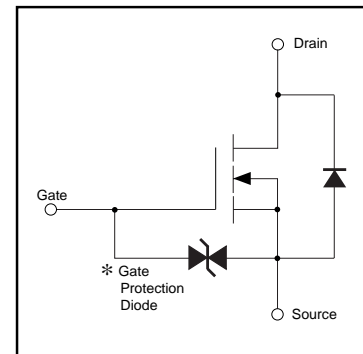 Drain
Gate
* Gate
Protection
Diode
Source